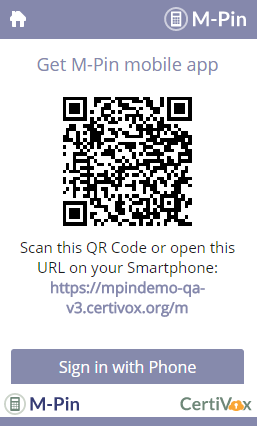 M-Pin
Get M-Pin mobile app
Scan this QR Code or open this
URL on your Smartphone:
https://mpindemo-qa-
v3.certivox.org/m
Sign in with Phone
M-Pin
CertiVox